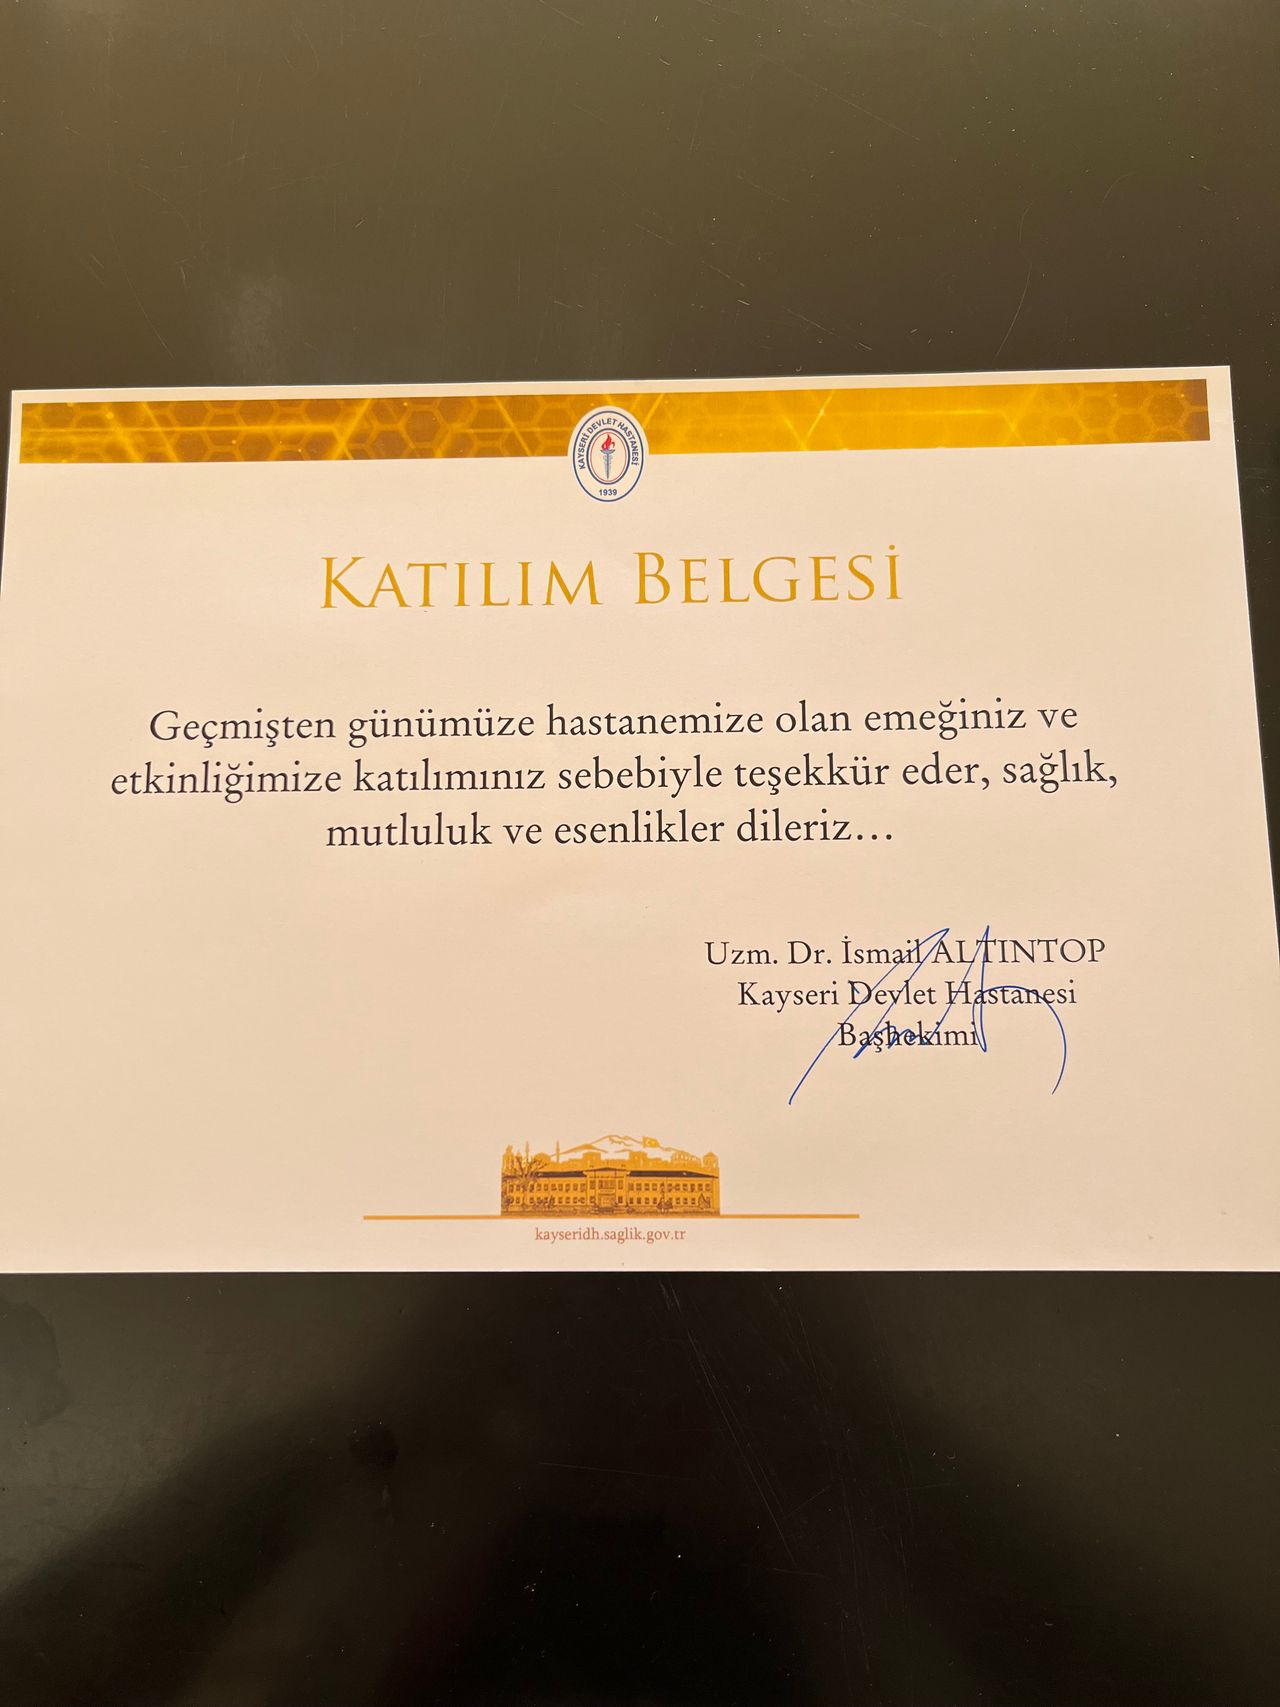 KAYSERİ DEVLET HASTANESİ
1939
KATILIM BELGESİ
Geçmişten günümüze hastanemize olan emeğiniz ve
etkinliğimize katılımınız sebebiyle teşekkür eder, sağlık,
mutluluk ve esenlikler dileriz...
Uzm. Dr. İsmail ALTINTOP
Kayseri Devlet Hastanesi
Başhekimi
kayseridh.saglik.gov.tr